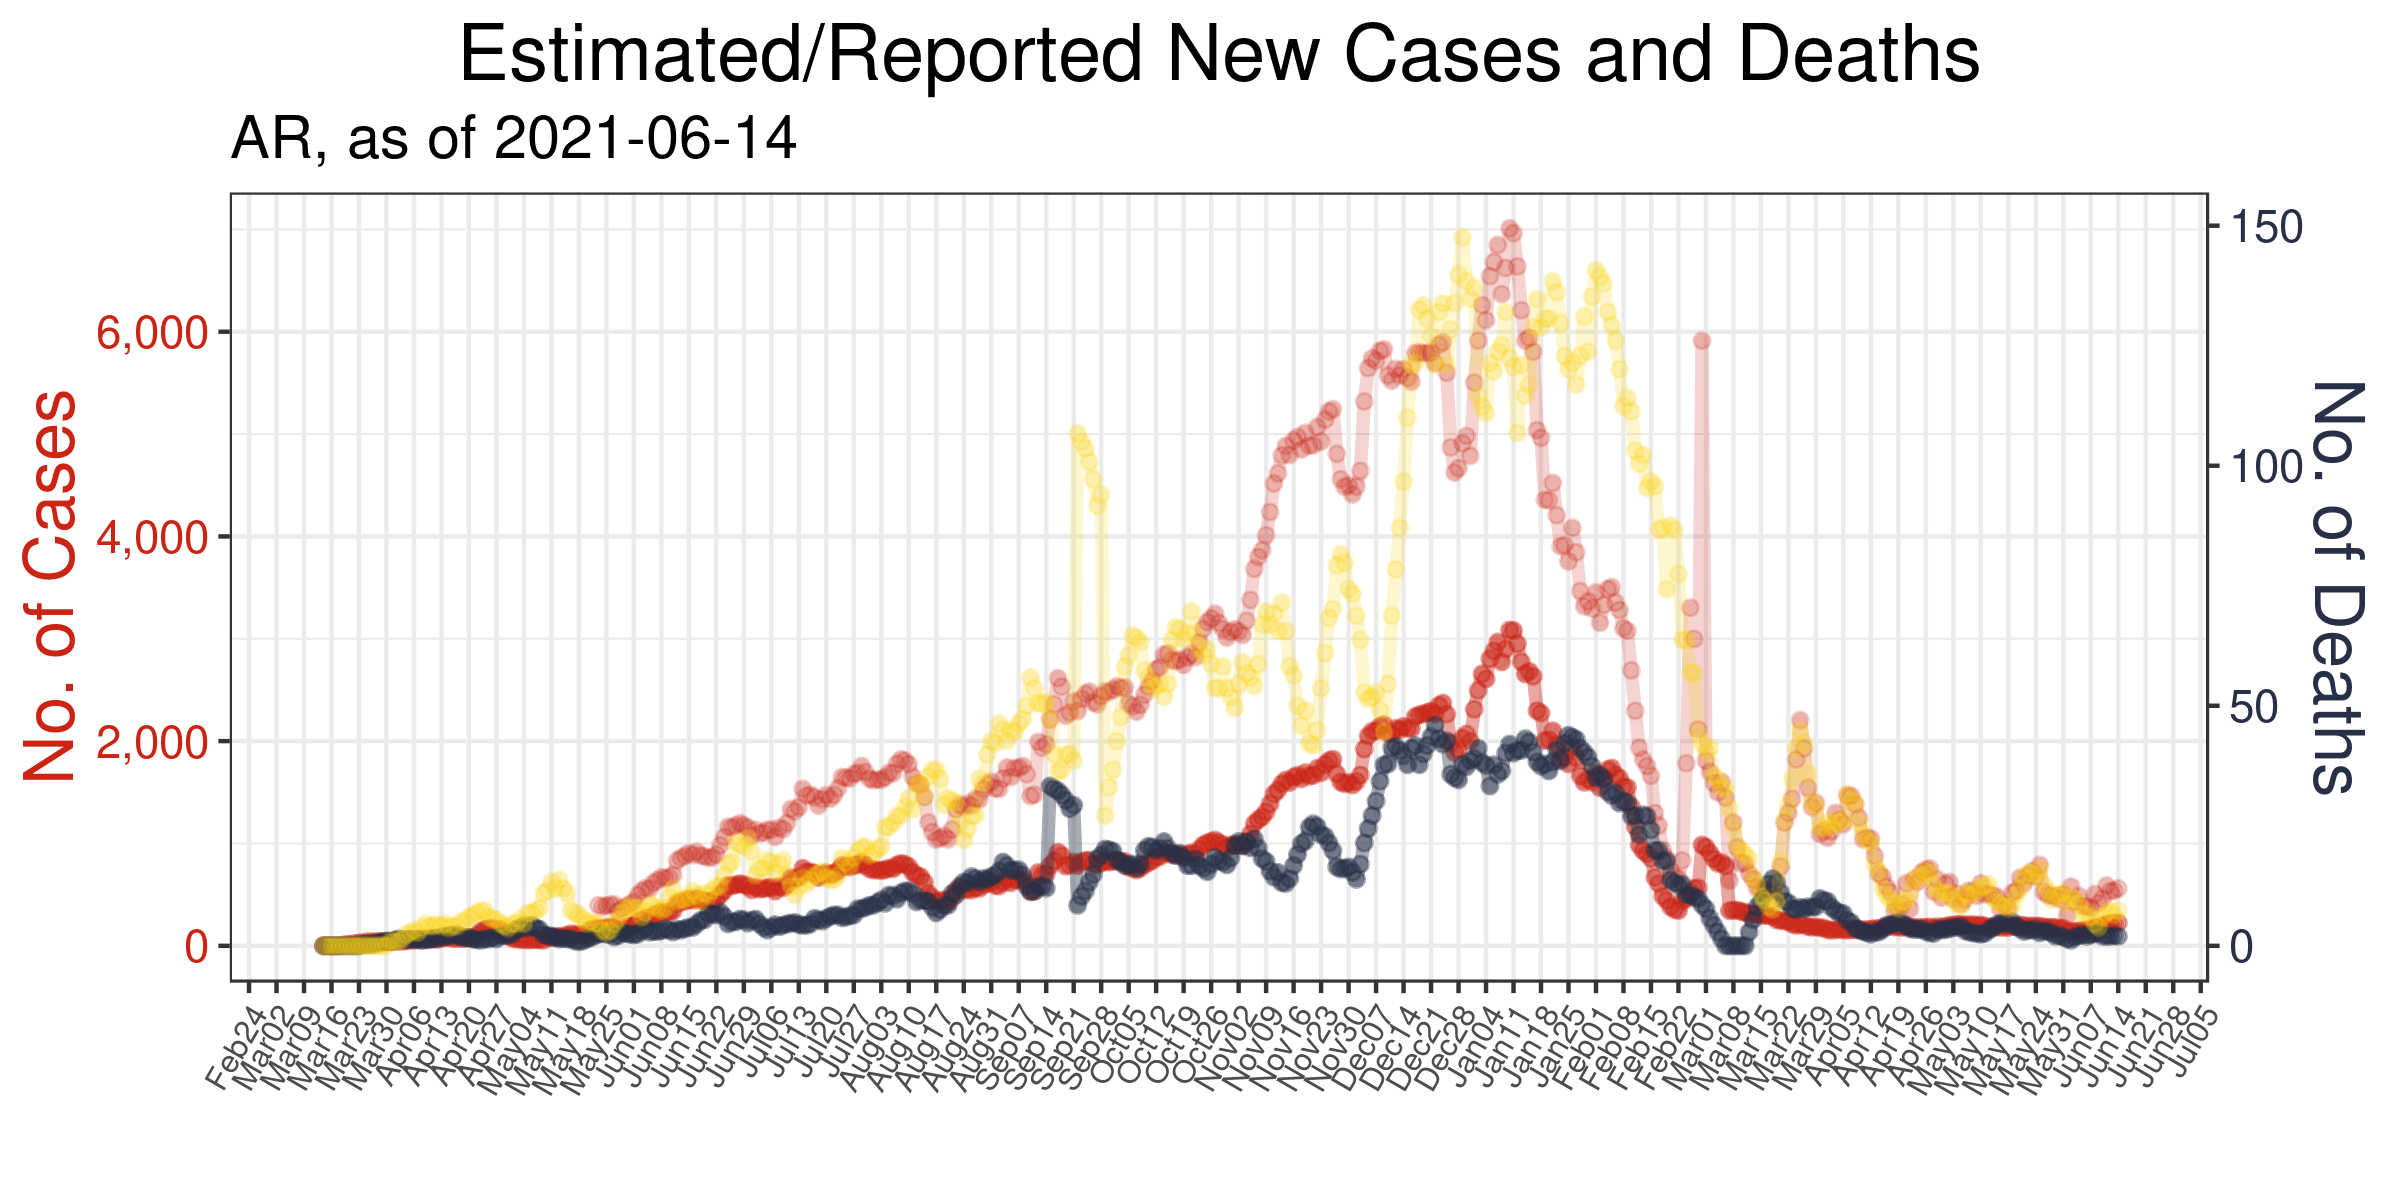 Estimated/Reported New Cases and Deaths
AR, as of 2021-06-14
No. of Cases
6,000
4,000
2,000
0
150
100
50
0
No. of Deaths
Feb24
Mar02
Mar09
Mar16
Mar23
Mar30
Apr06
Apr13
Apr20
Apr27
May04
May11
May18
May25
Jun01
Jun08
Jun15
Jun22
Jun29
Jul06
Jul13
Jul20
Jul27
Aug03
Aug10
Aug17
Aug24
Aug31
Sep07
Sep14
Sep21
Sep28
Oct05
Oct12
Oct19
Oct26
Nov02
Nov09
Nov16
Nov23
Nov30
Dec07
Dec14
Dec21
Dec28
Jan04
Jan11
Jan18
Jan25
Feb01
Feb08
Feb15
Feb22
Mar01
Mar08
Mar15
Mar22
Mar29
Apr05
Apr12
Apr19
Apr26
May03
May10
May17
May24
May31
Jun07
Jun14
Jun21
Jun28
Jul05